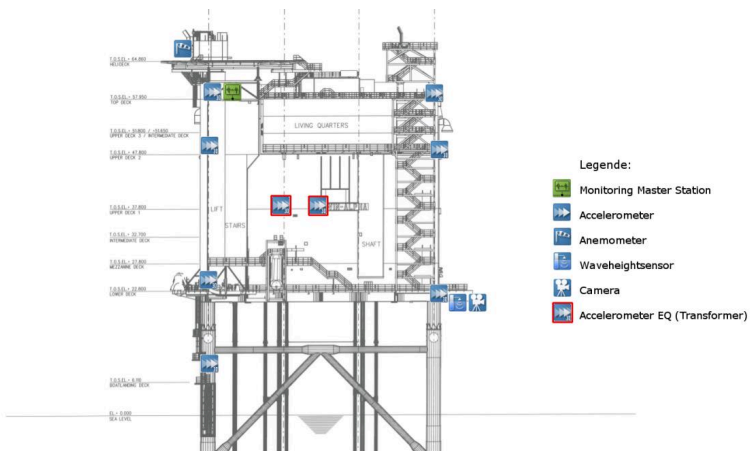 T.O.S.EL+ 64.860
HELIDECK
TOP DECK
UPPER DECK 3 / INTERMEDIATE DECK
LIVING QUARTERS
T.O.S.EL+ 47.800
UPPER DECK 2
T.O.S.EL+ 37.800
UPPER DECK 1
LIFT
STAIRS
T.O.S.EL+ 32.700
INTERMEDIATE DECK
SHAFT
T.O.S.EL+ 27.800
MEZZANINE DECK
T.O.S.EL+ 22.800
LOWER DECK
BOATLANDING DECK
EL+ 0.000
SEA LEVEL
Legende:
Monitoring Master Station
Accelerometer
Anemometer
Waveheightsensor
Camera
Accelerometer EQ (Transformer)